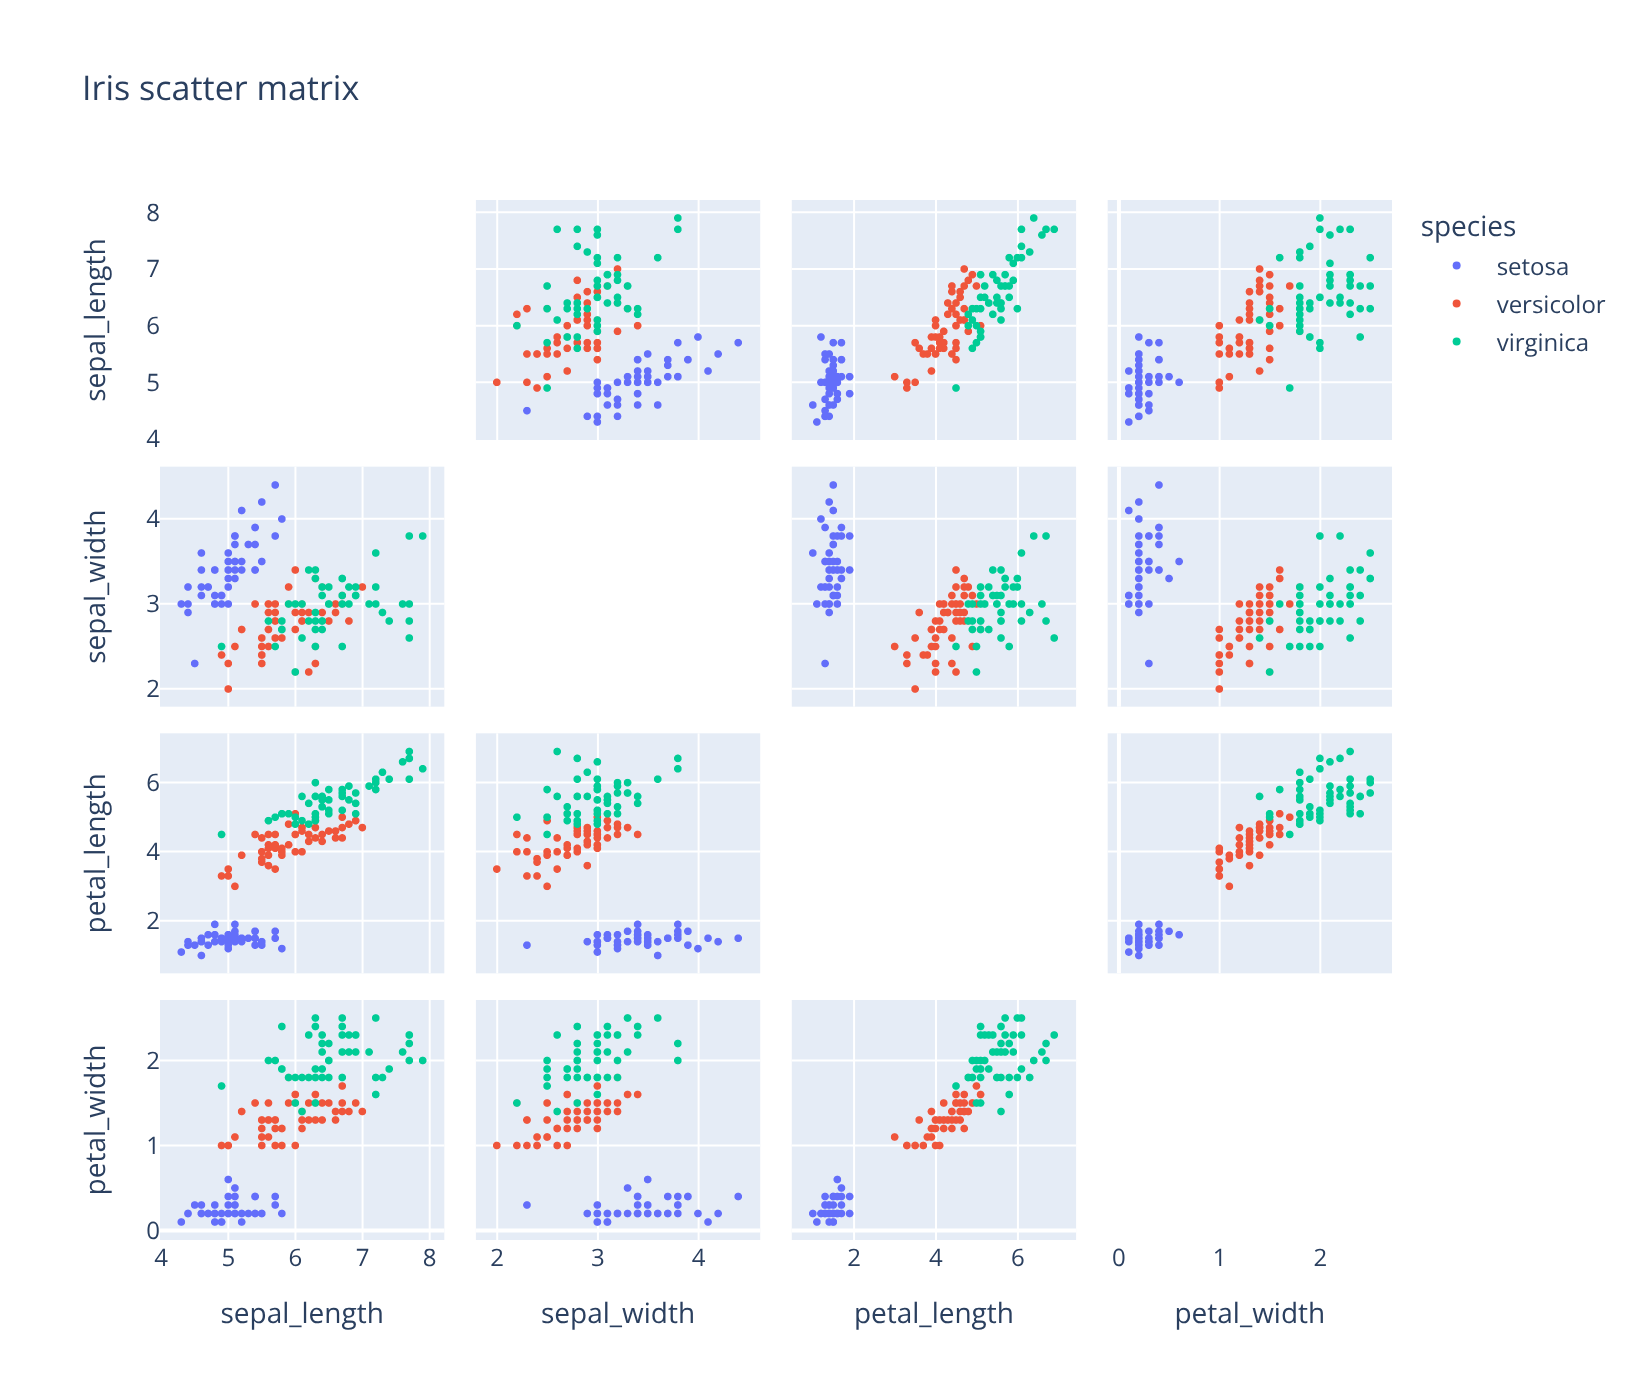 Iris scatter matrix
species
setosa
versicolor
virginica
sepal_length
8
7
6
5
4
sepal_width
4
3
2
petal_length
6
4
2
petal_width
2
1
0
4 5 6 7 8
2 3 4
2 4 6
0 1 2
sepal_length
sepal_width
petal_length
petal_width